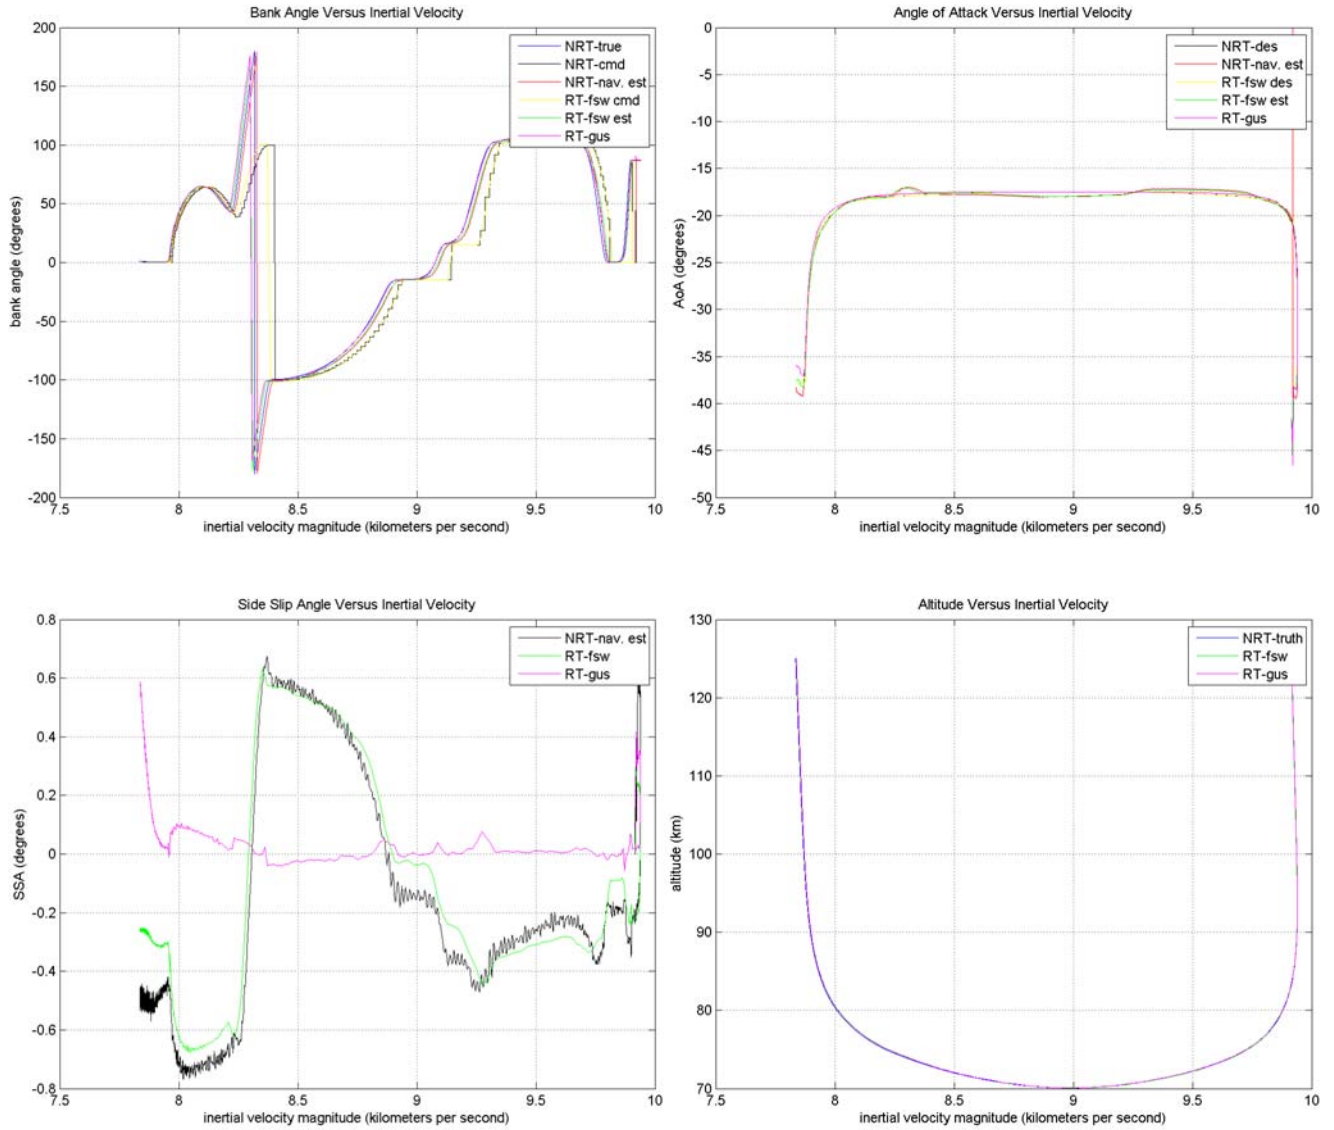 Bank Angle Versus Inertial Velocity
200
150
100
50
0
-50
-100
-150
-200
bank angle (degrees)
NRT-true
NRT-cmd
NRT-nav. est
RT-fsw cmd
RT-fsw est
RT-gus
7.5 8 8.5 9 9.5 10
inertial velocity magnitude (kilometers per second)
Angle of Attack Versus Inertial Velocity
0
-5
-10
-15
-20
-25
-30
-35
-40
-45
-50
AoA (degrees)
NRT-des
NRT-nav. est
RT-fsw des
RT-fsw est
RT-gus
7.5 8 8.5 9 9.5 10
inertial velocity magnitude (kilometers per second)
Side Slip Angle Versus Inertial Velocity
0.8
0.6
0.4
0.2
0
-0.2
-0.4
-0.6
-0.8
SSA (degrees)
NRT-nav. est
RT-fsw
RT-gus
7.5 8 8.5 9 9.5 10
inertial velocity magnitude (kilometers per second)
Altitude Versus Inertial Velocity
130
120
110
100
90
80
70
altitude (km)
NRT-truth
RT-fsw
RT-gus
7.5 8 8.5 9 9.5 10
inertial velocity magnitude (kilometers per second)